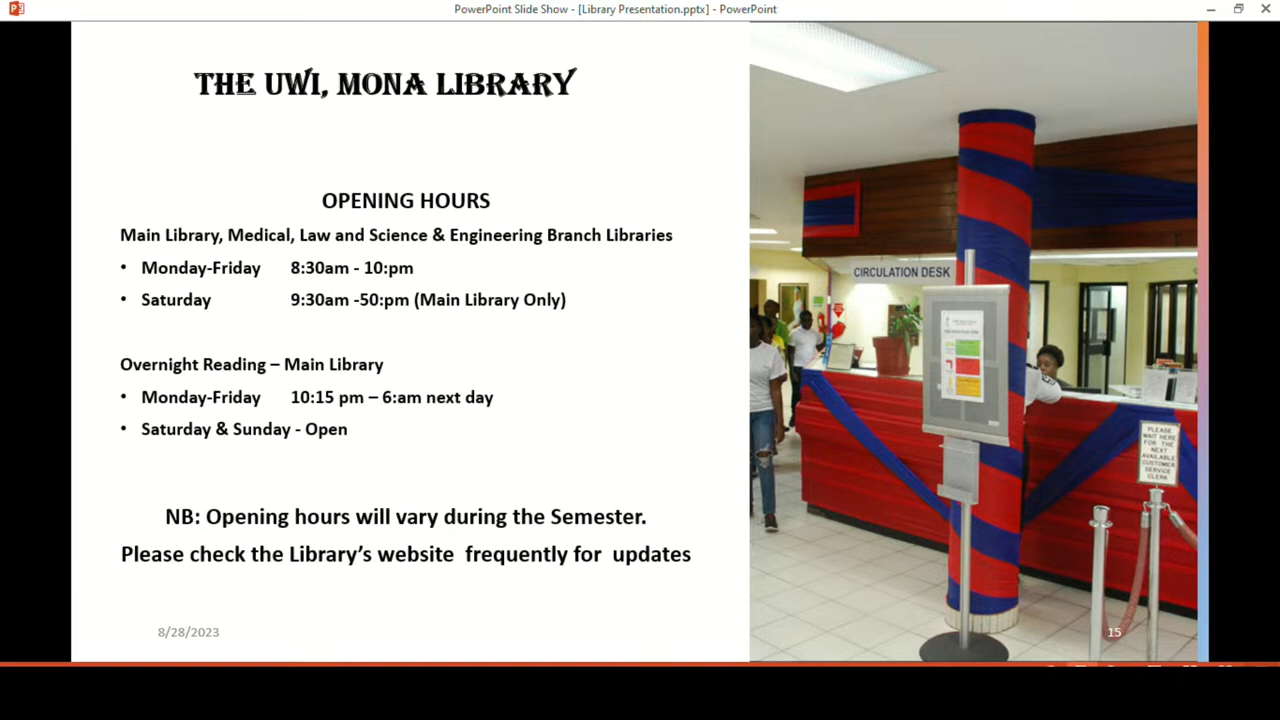 PowerPoint Slide Show - [Library Presentation.pptx] - PowerPoint
THE UWI, MONA LIBRARY
OPENING HOURS
Main Library, Medical, Law and Science & Engineering Branch Libraries
• Monday-Friday 8:30am - 10:pm
• Saturday 9:30am -50:pm (Main Library Only)
Overnight Reading – Main Library
• Monday-Friday 10:15 pm – 6:am next day
• Saturday & Sunday - Open
NB: Opening hours will vary during the Semester.
Please check the Library’s website frequently for updates
8/28/2023
CIRCULATION DESK
PLEASE
WAIT HERE
FOR THE
NEXT
AVAILABLE
CUSTOMER
SERVICE
CLERK
15